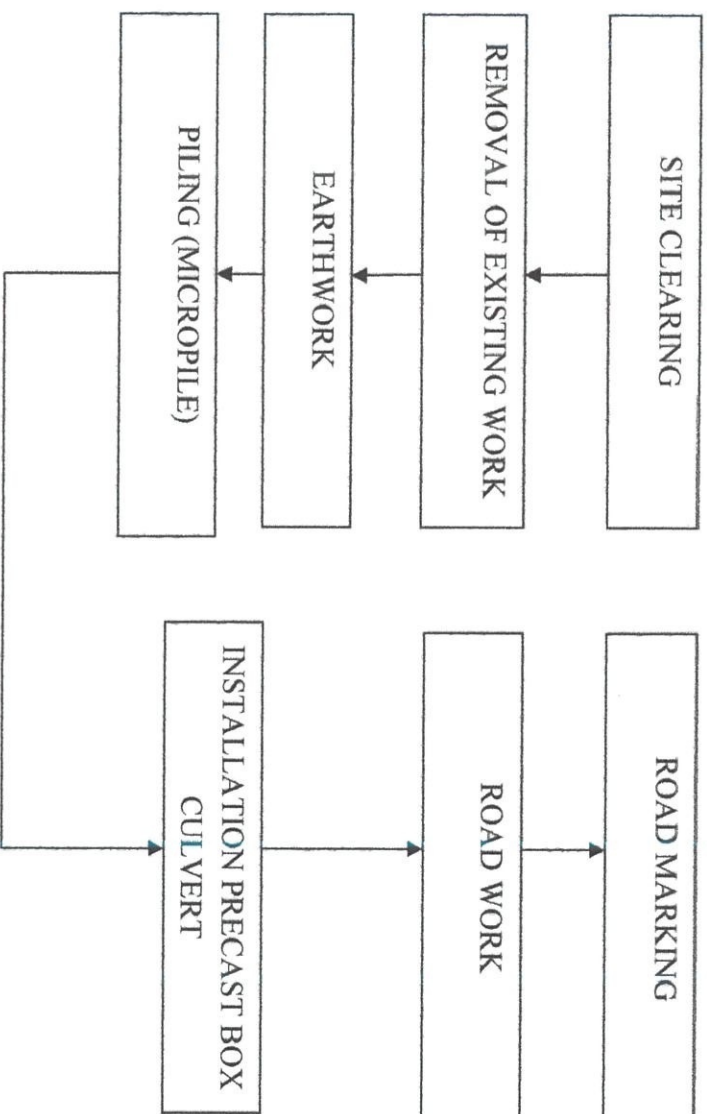 SITE CLEARING
REMOVAL OF EXISTING WORK
EARTHWORK
PILING (MICROPILE)
INSTALLATION PRECAST BOX
CULVERT
ROAD WORK
ROAD MARKING